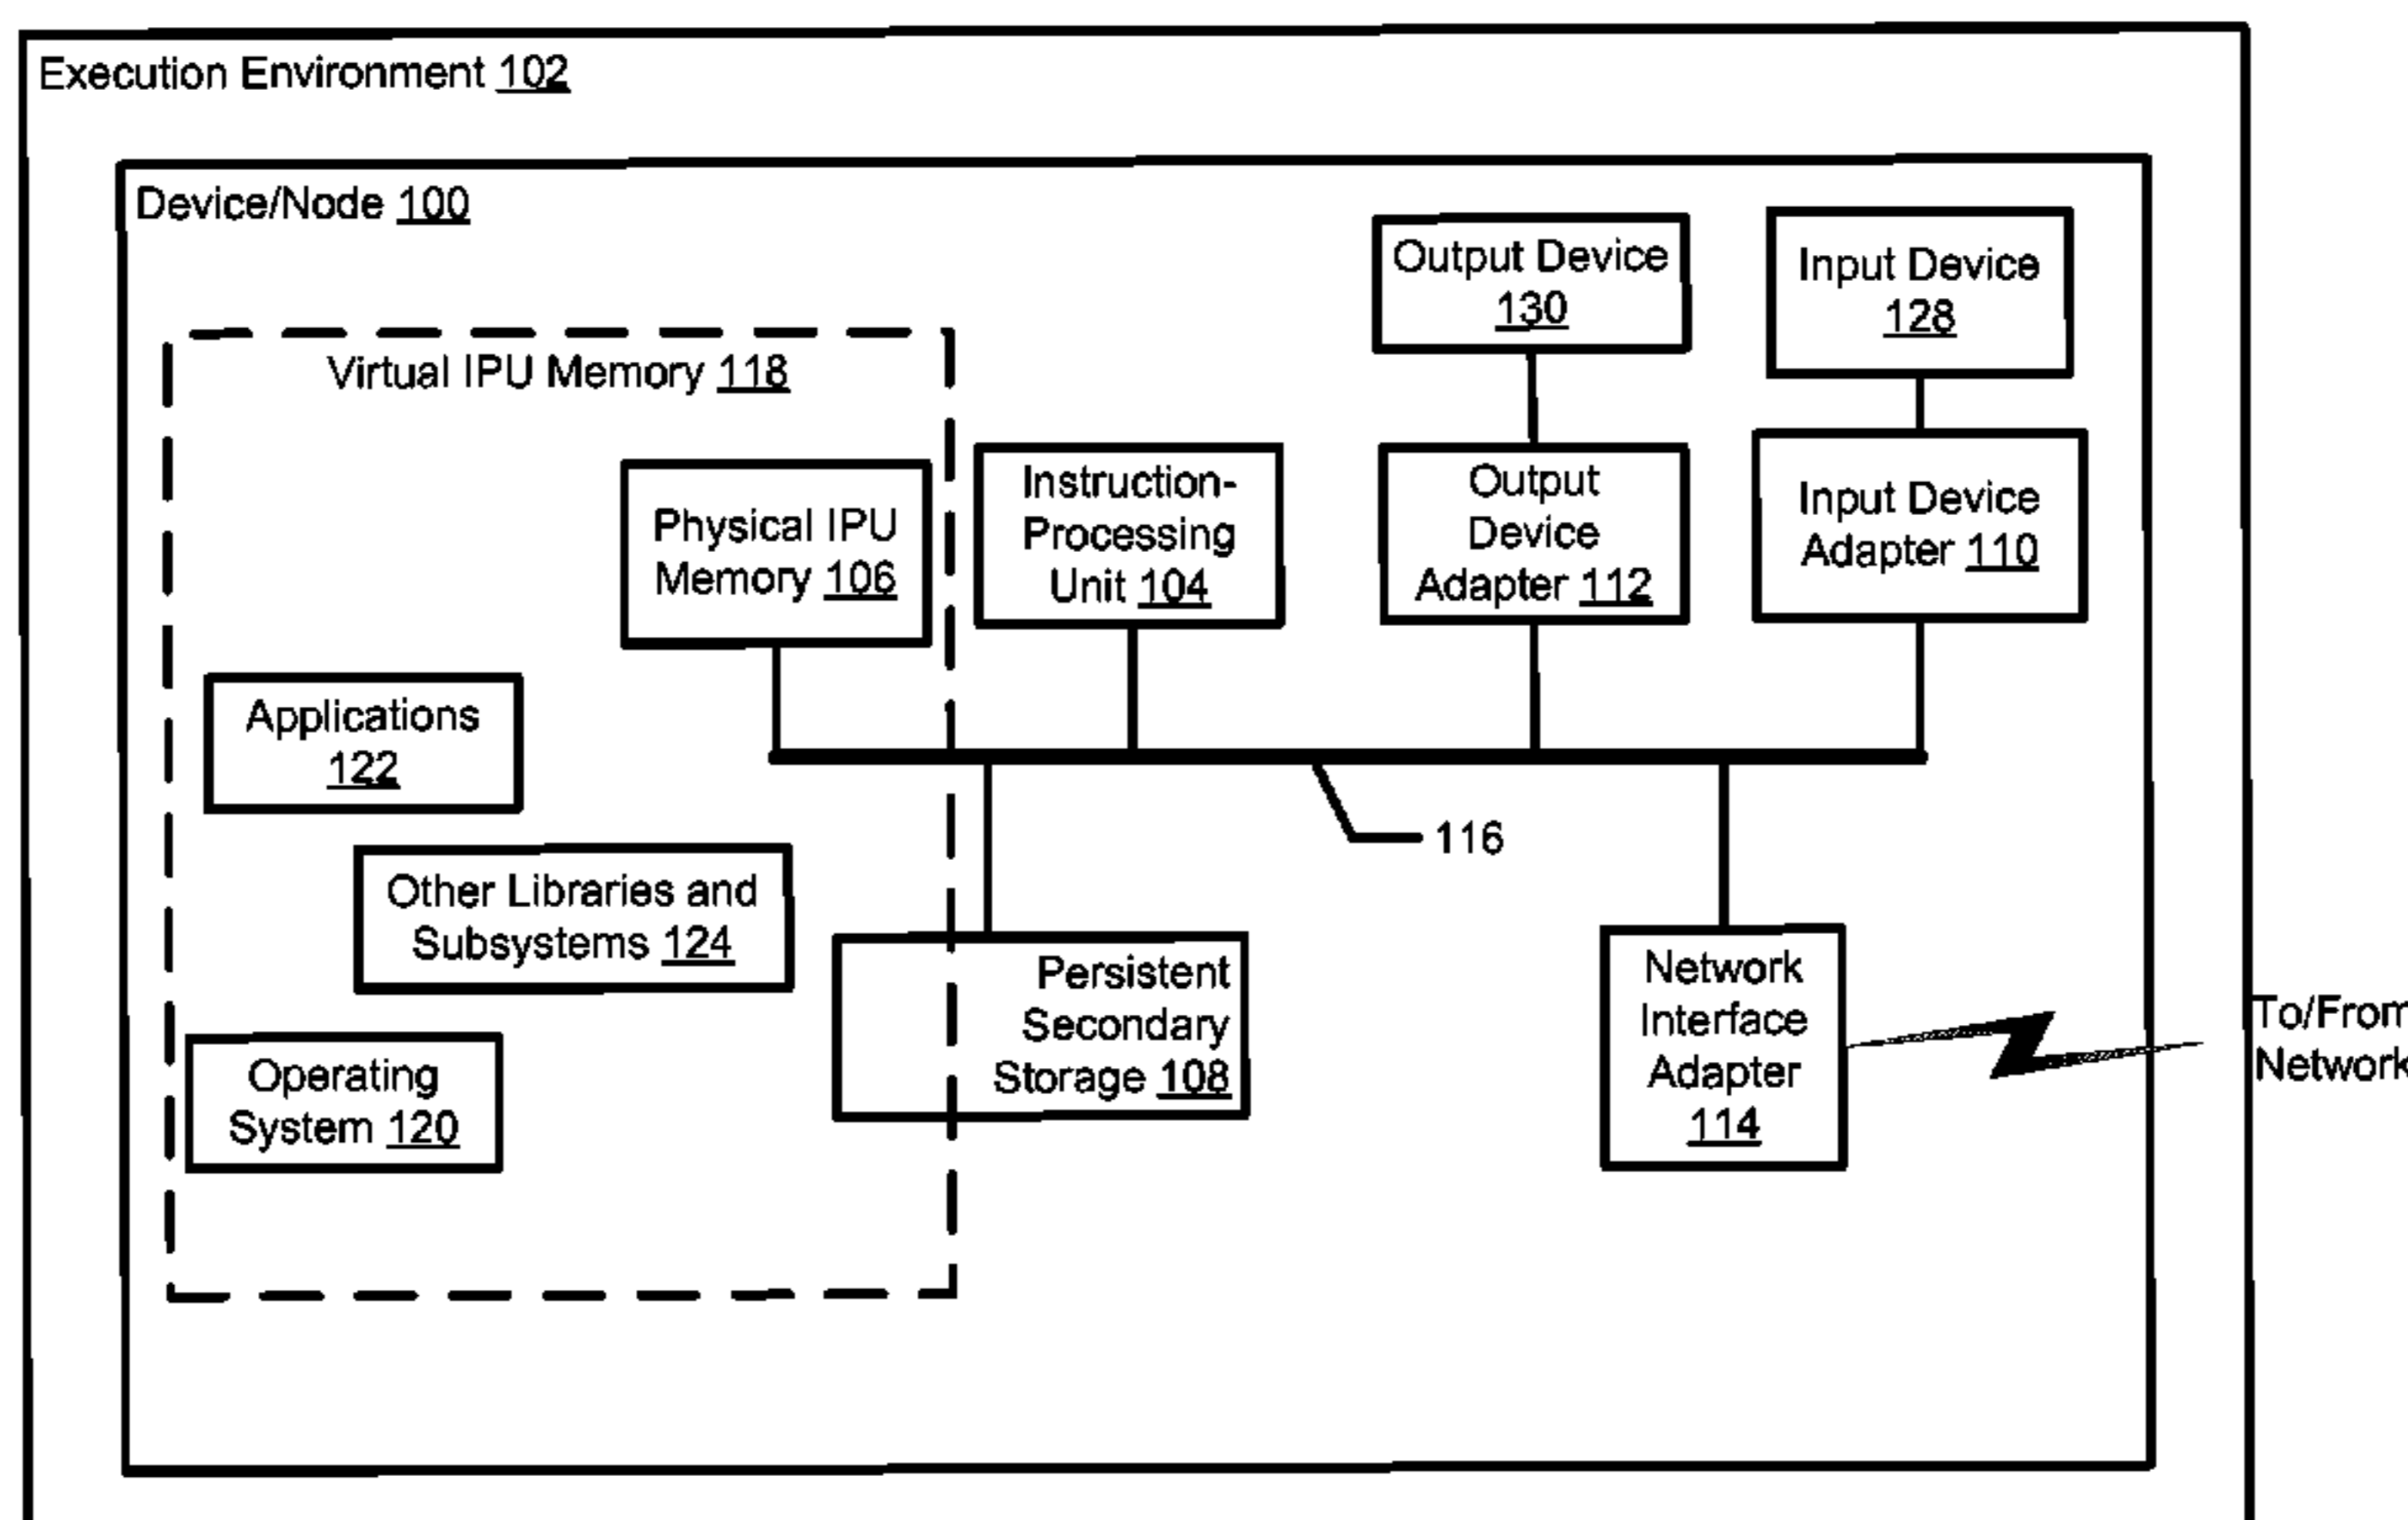 Execution Environment 102
Device/Node 100
Output Device
130
Input Device
128
Virtual IPU Memory 118
Physical IPU
Memory 106
Instruction-
Processing
Unit 104
Output
Device
Adapter 112
Input Device
Adapter 110
Applications
122
116
Other Libraries and
Subsystems 124
Persistent
Secondary
Storage 108
Network
Interface
Adapter
114
To/From
Network
Operating
System 120